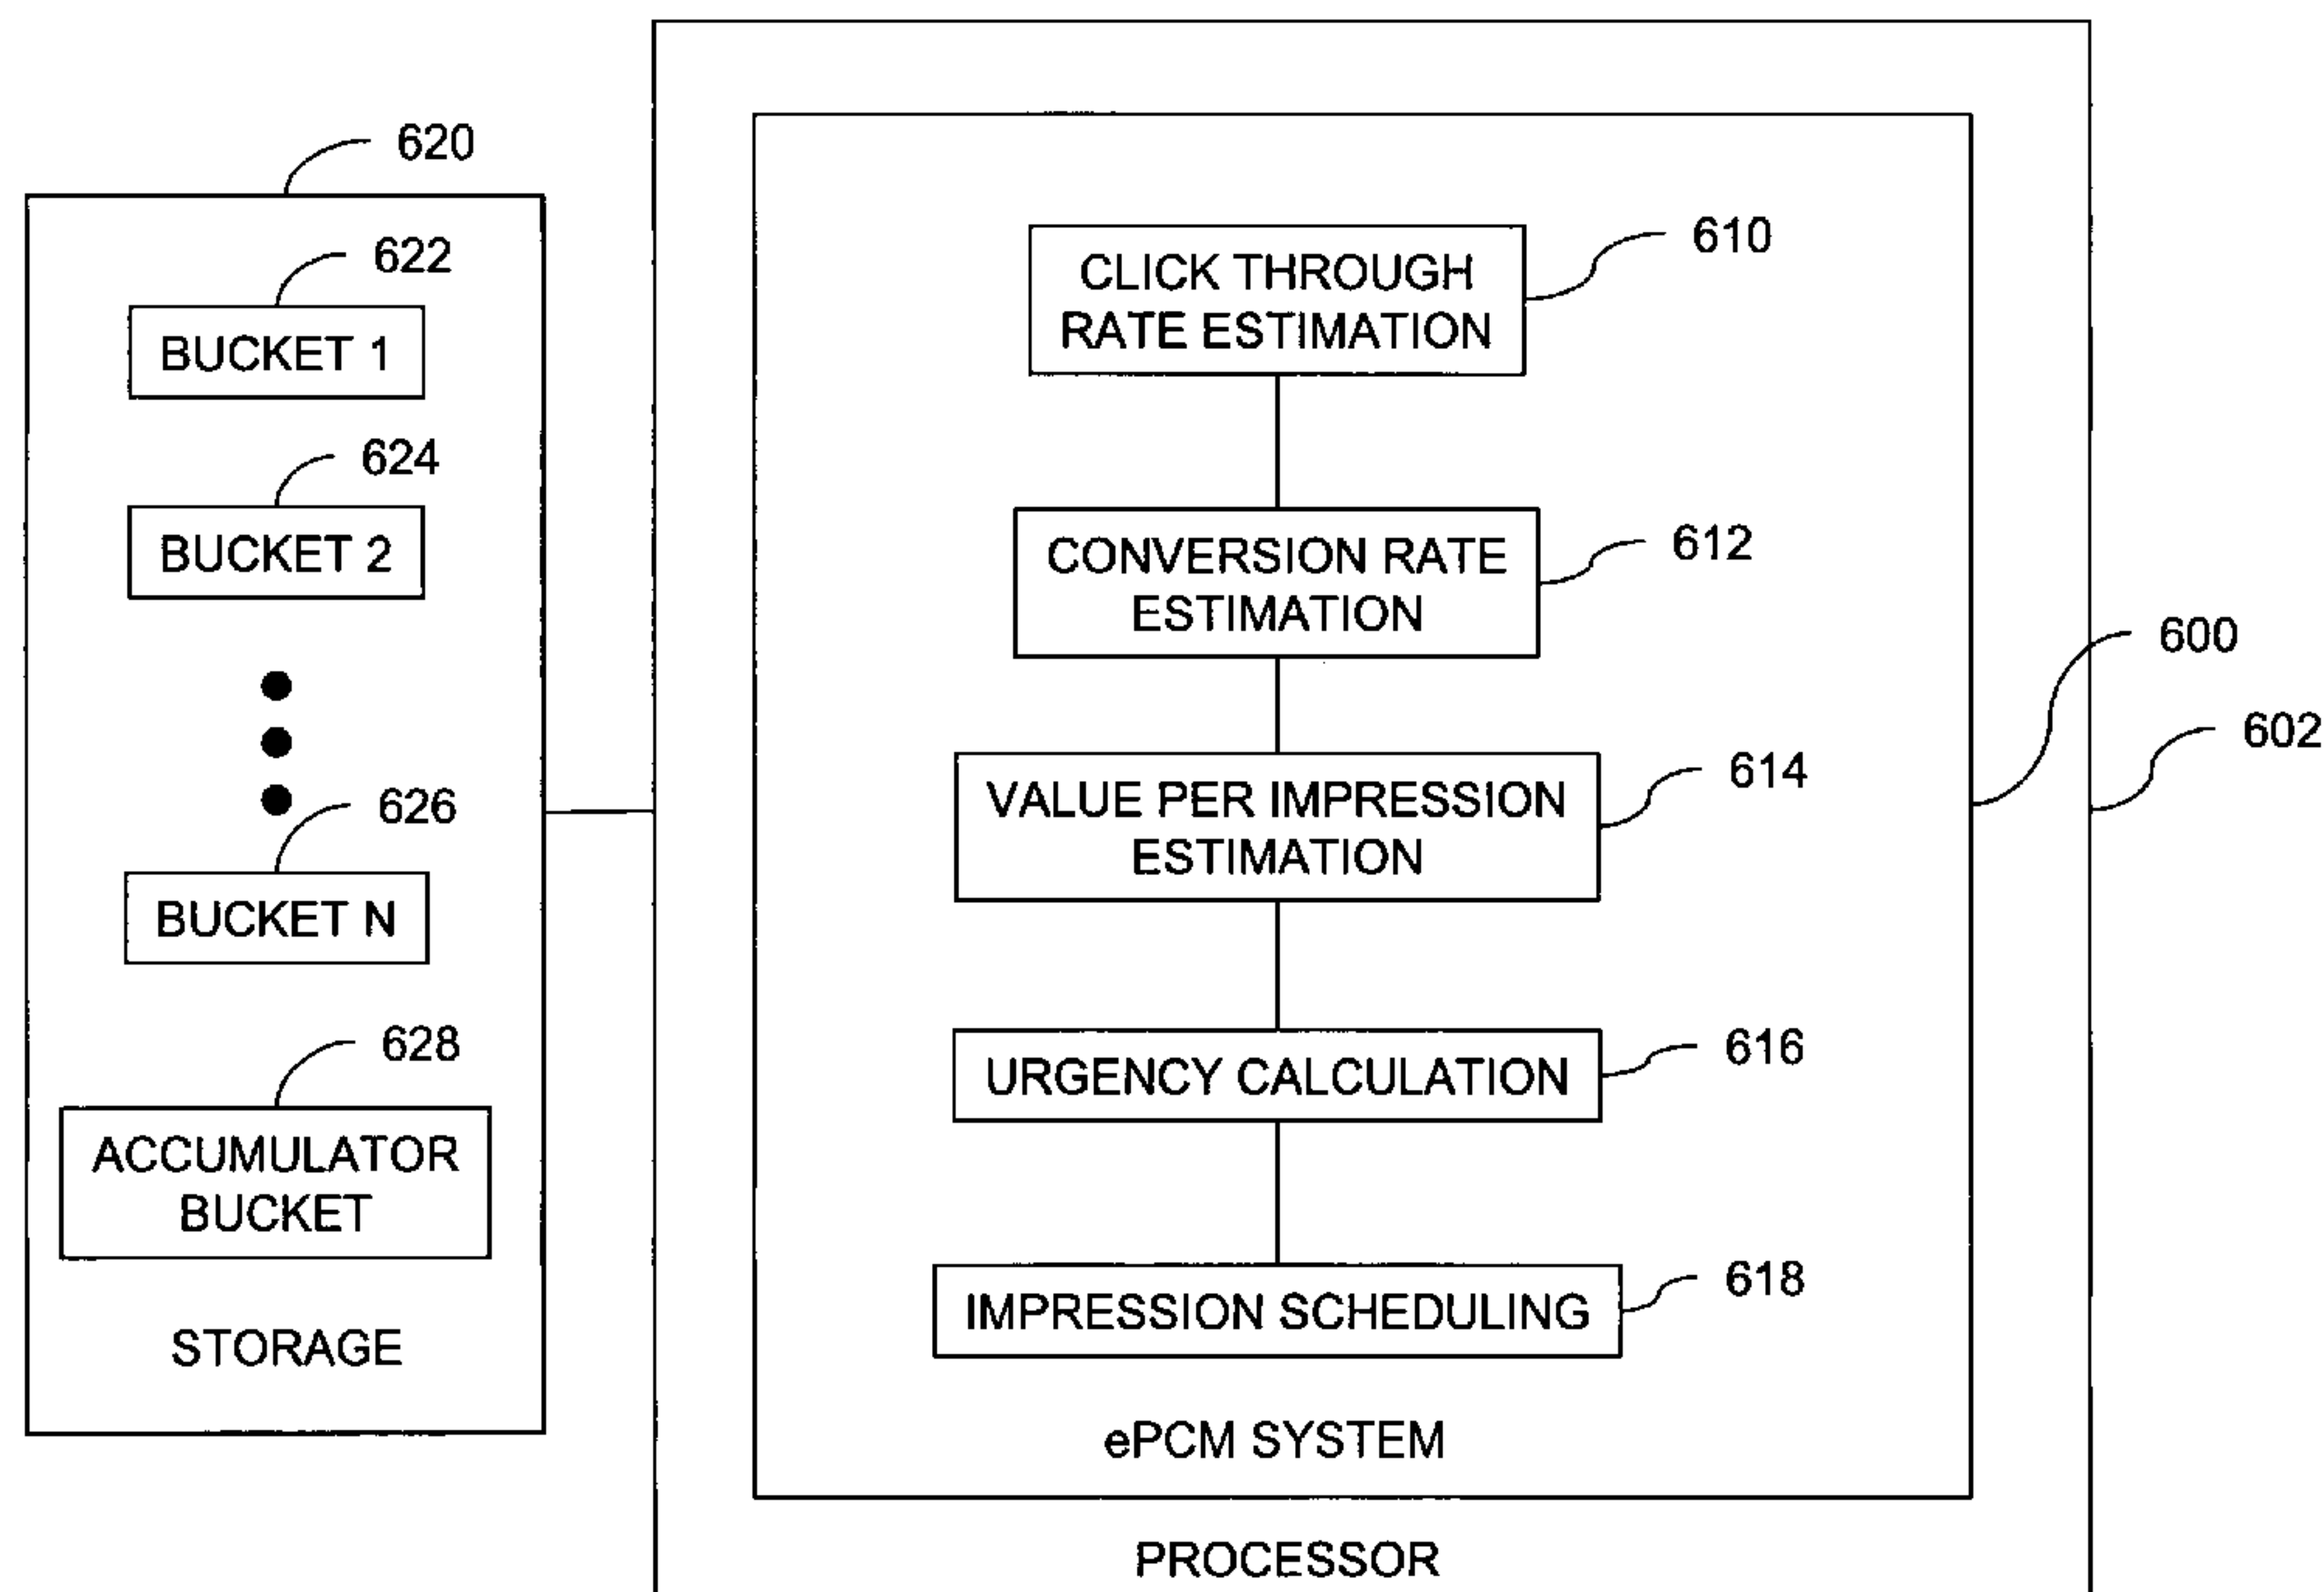 620
622
BUCKET 1
624
BUCKET 2
626
BUCKET N
628
ACCUMULATOR
BUCKET
STORAGE
610
CLICK THROUGH
RATE ESTIMATION
612
CONVERSION RATE
ESTIMATION
614
VALUE PER IMPRESSION
ESTIMATION
616
URGENCY CALCULATION
618
IMPRESSION SCHEDULING
ePCM SYSTEM
PROCESSOR
600
602